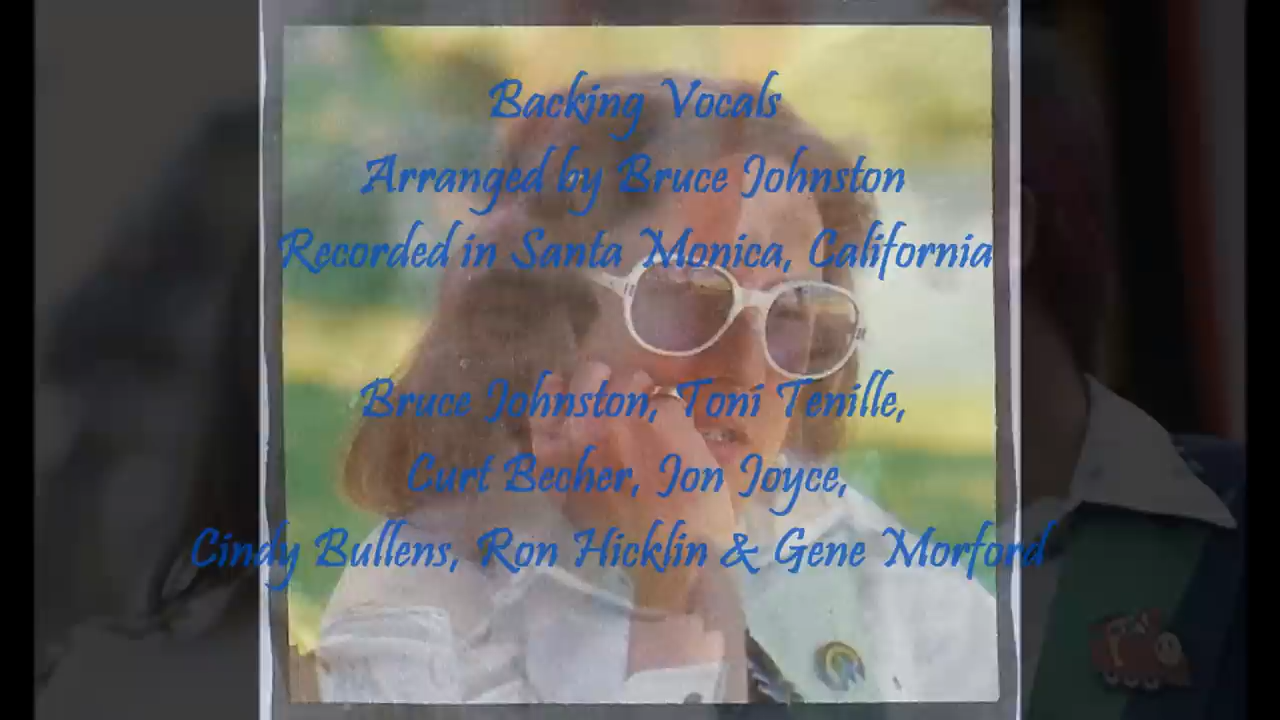 Backing Vocals
Arranged by Bruce Johnston
Recorded in Santa Monica, California
Bruce Johnston, Toni Tenille,
Curt Becher, Jon Joyce,
Cindy Bullens, Ron Hicklin & Gene Morford